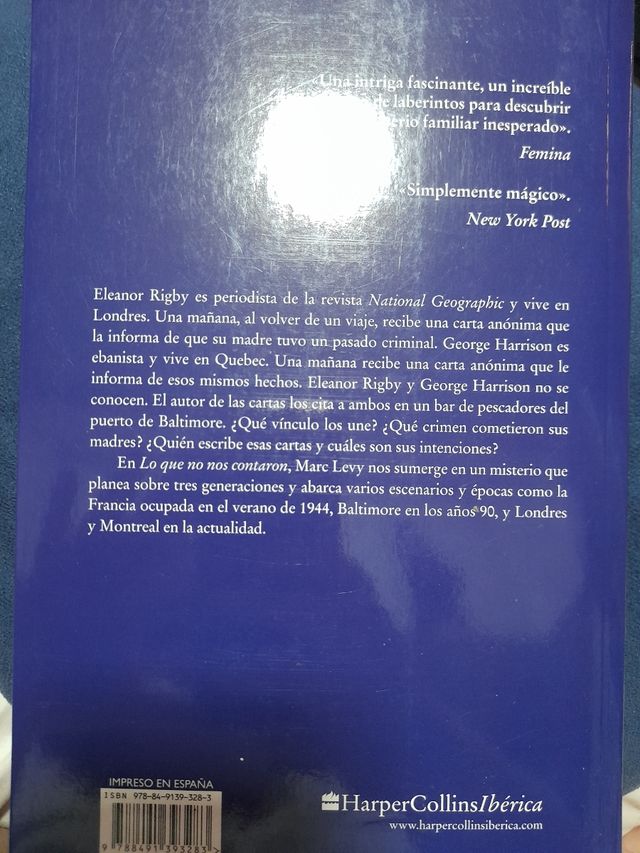 «Una intriga fascinante, un increíble
de laberintos para descubrir
familiar inesperado».
Femina
«Simplemente mágico».
New York Post
Eleanor Rigby es periodista de la revista National Geographic y vive en
Londres. Una mañana, al volver de un viaje, recibe una carta anónima que
la informa de que su madre tuvo un pasado criminal. George Harrison es
ebanista y vive en Quebec. Una mañana recibe una carta anónima que le
informa de esos mismos hechos. Eleanor Rigby y George Harrison no se
conocen. El autor de las cartas los cita a ambos en un bar de pescadores del
puerto de Baltimore. ¿Qué vínculo los une? ¿Qué crimen cometieron sus
madres? ¿Quién escribe esas cartas y cuáles son sus intenciones?
En Lo que no nos contaron, Marc Levy nos sumerge en un misterio que
planea sobre tres generaciones y abarca varios escenarios y épocas como la
Francia ocupada en el verano de 1944, Baltimore en los años 90, y Londres
y Montreal en la actualidad.
IMPRESO EN ESPAÑA
ISBN 978-84-9139-328-3
9 788491 393283
HarperCollinsIbérica
www.harpercollinsiberica.com